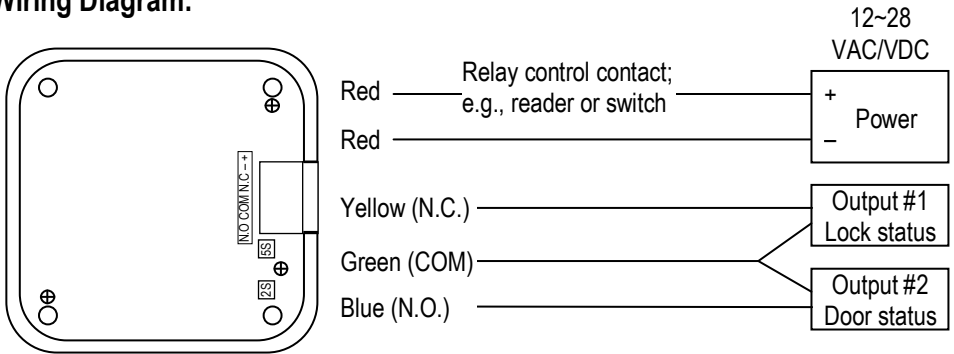 Wiring Diagram:
12~28
VAC/VDC
Red
Relay control contact;
e.g., reader or switch
+
Power
–
Red
N.O COM N.C – +
5S
2S
Yellow (N.C.)
Green (COM)
Blue (N.O.)
Output #1
Lock status
Output #2
Door status